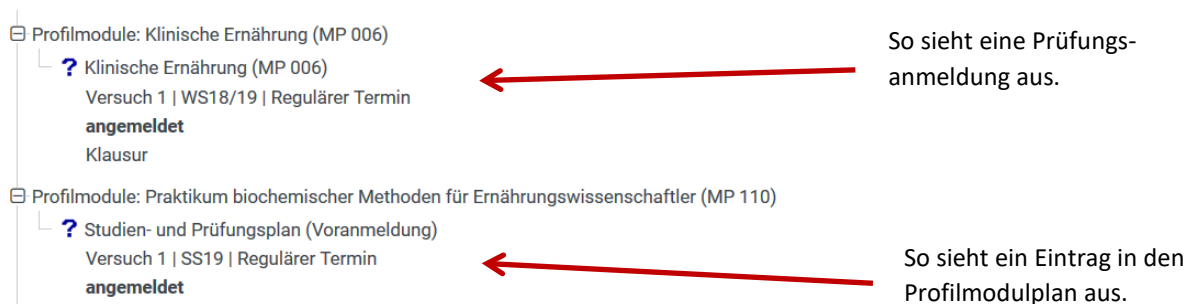 Profilmodule: Klinische Ernährung (MP 006)
? Klinische Ernährung (MP 006)
Versuch 1 | WS18/19 | Regulärer Termin
angemeldet
Klausur
So sieht eine Prüfungs-
anmeldung aus.
Profilmodule: Praktikum biochemischer Methoden für Ernährungswissenschaftler (MP 110)
? Studien- und Prüfungsplan (Voranmeldung)
Versuch 1 | SS19 | Regulärer Termin
angemeldet
So sieht ein Eintrag in den
Profilmodulplan aus.